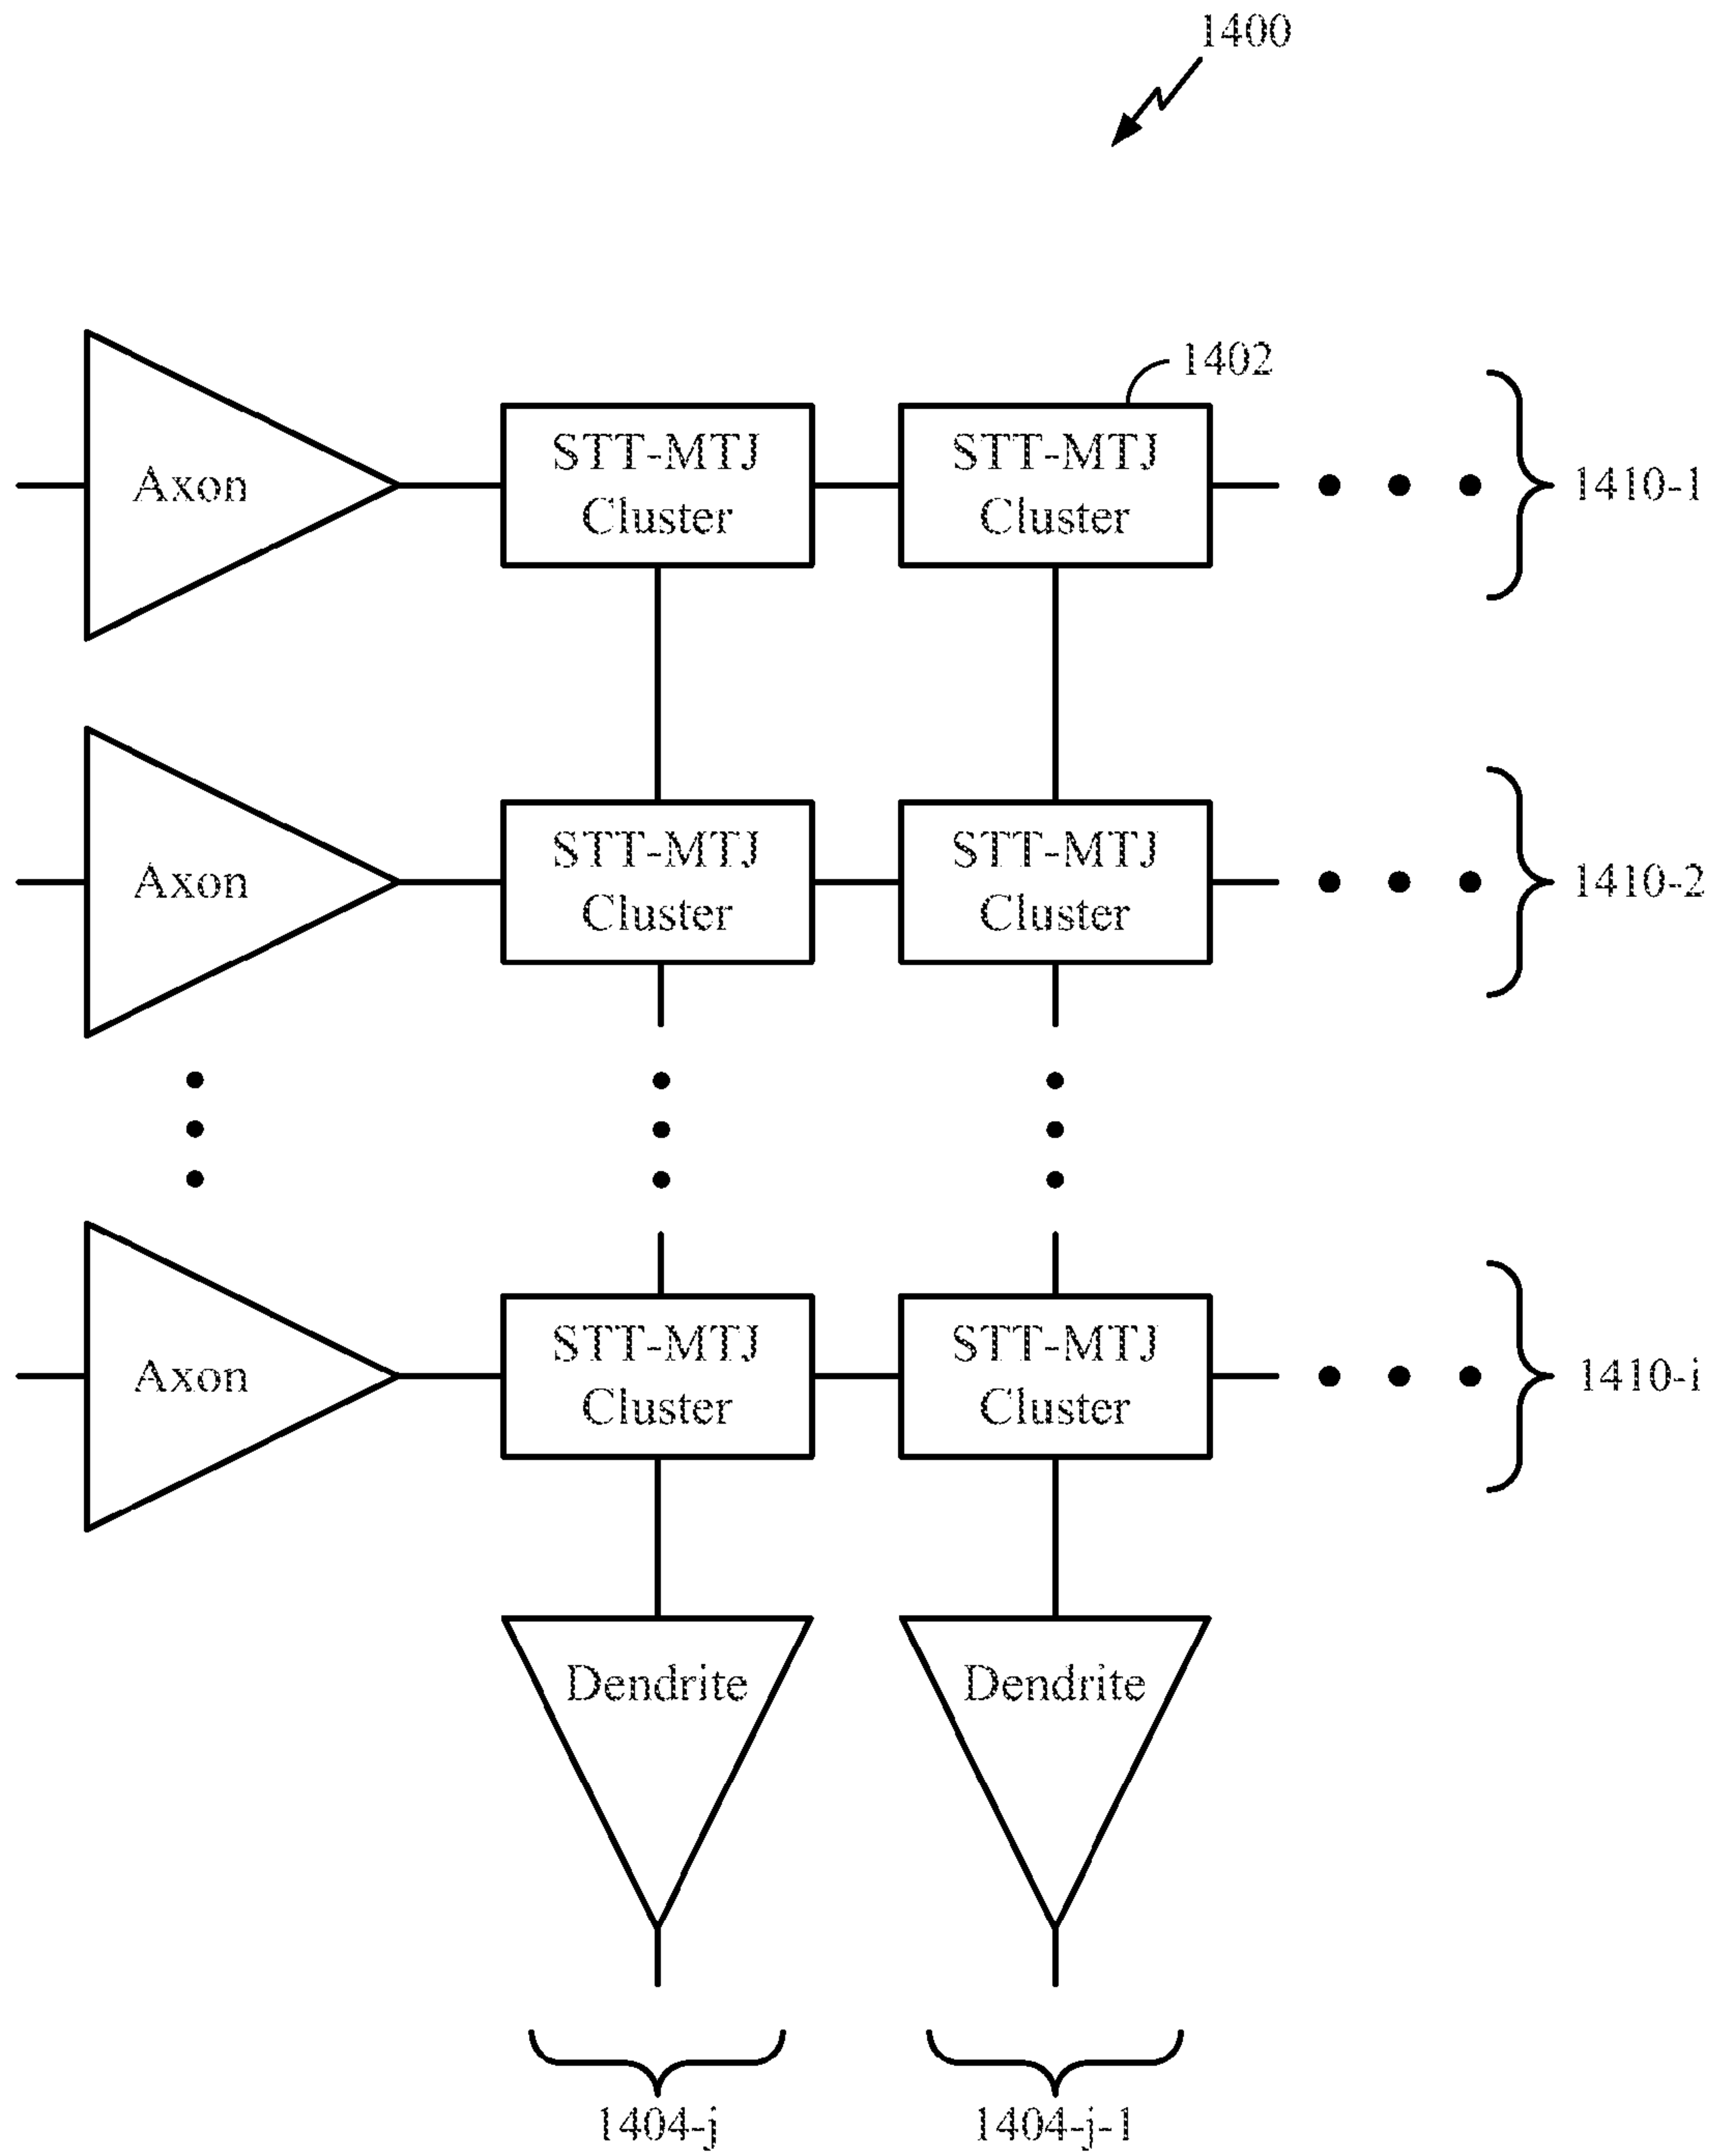 1400
1402
Axon
STT-MTJ
Cluster
STT-MTJ
Cluster
1410-1
Axon
STT-MTJ
Cluster
STT-MTJ
Cluster
1410-2
Axon
STT-MTJ
Cluster
STT-MTJ
Cluster
1410-i
Dendrite
Dendrite
1404-j
1404-j-1